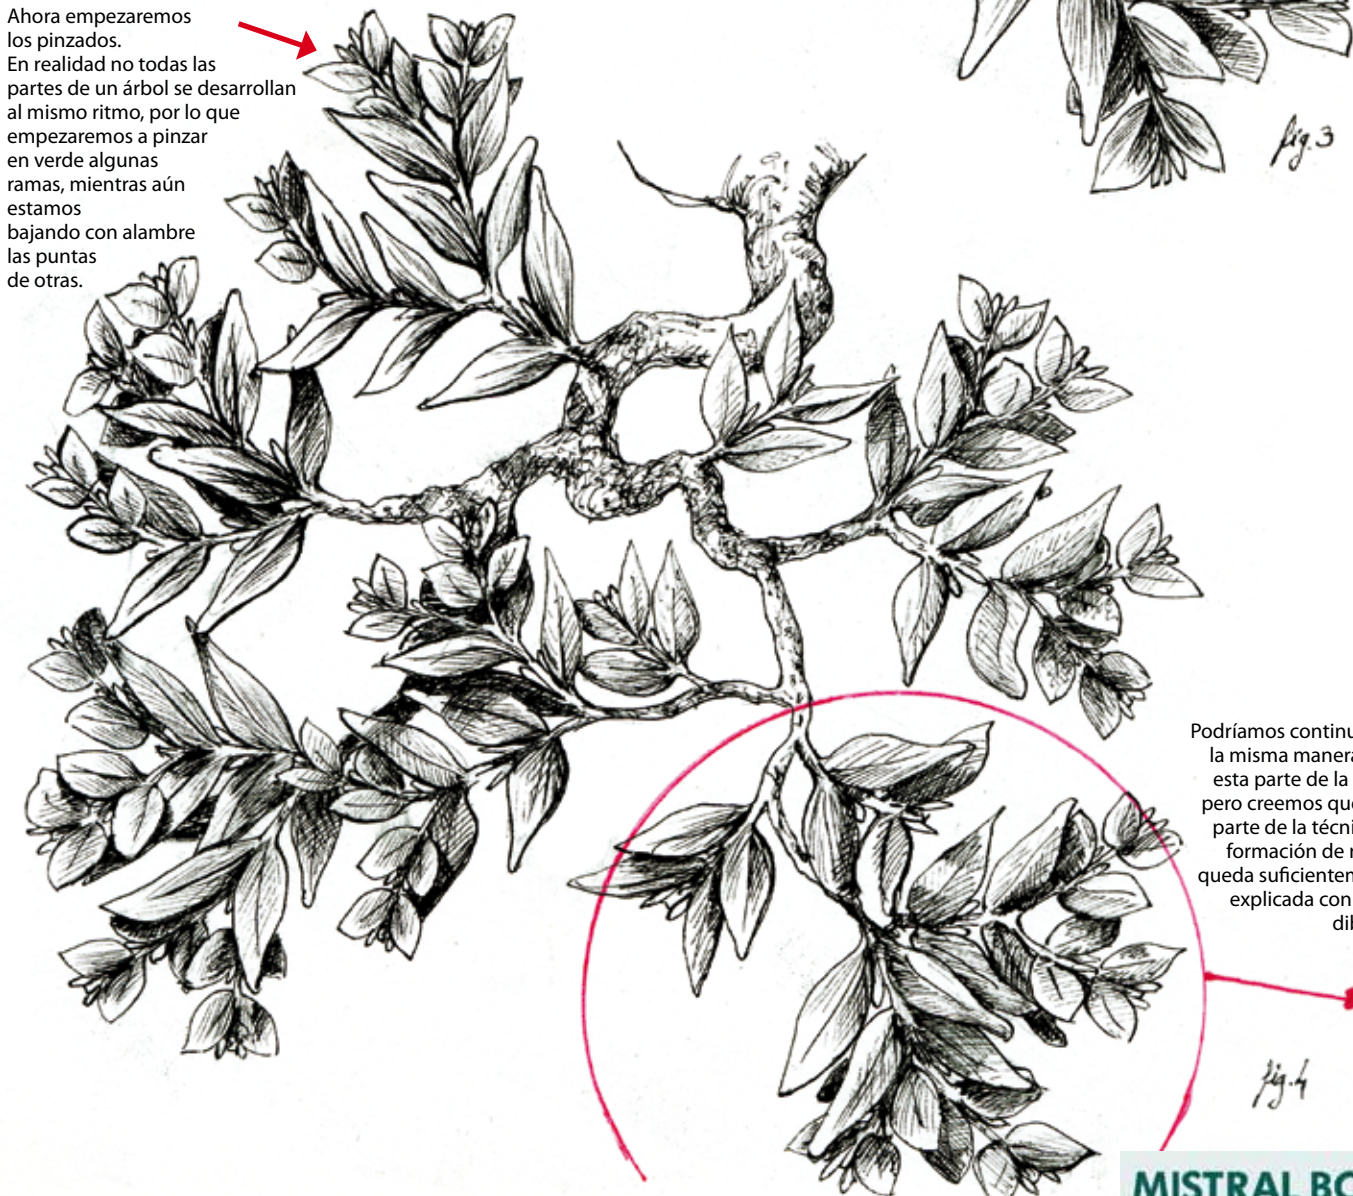 Ahora empezaremos
los pinzados.
En realidad no todas las
partes de un árbol se desarrollan
al mismo ritmo, por lo que
empezaremos a pinzar
en verde algunas
ramas, mientras aún
estamos
bajando con alambre
las puntas
de otras.
fig.3
Podríamos continu
la misma manera
esta parte de la
pero creemos que
parte de la técni
formación de r
queda suficientem
explicada con
dib
fig.4
MISTRAL BO